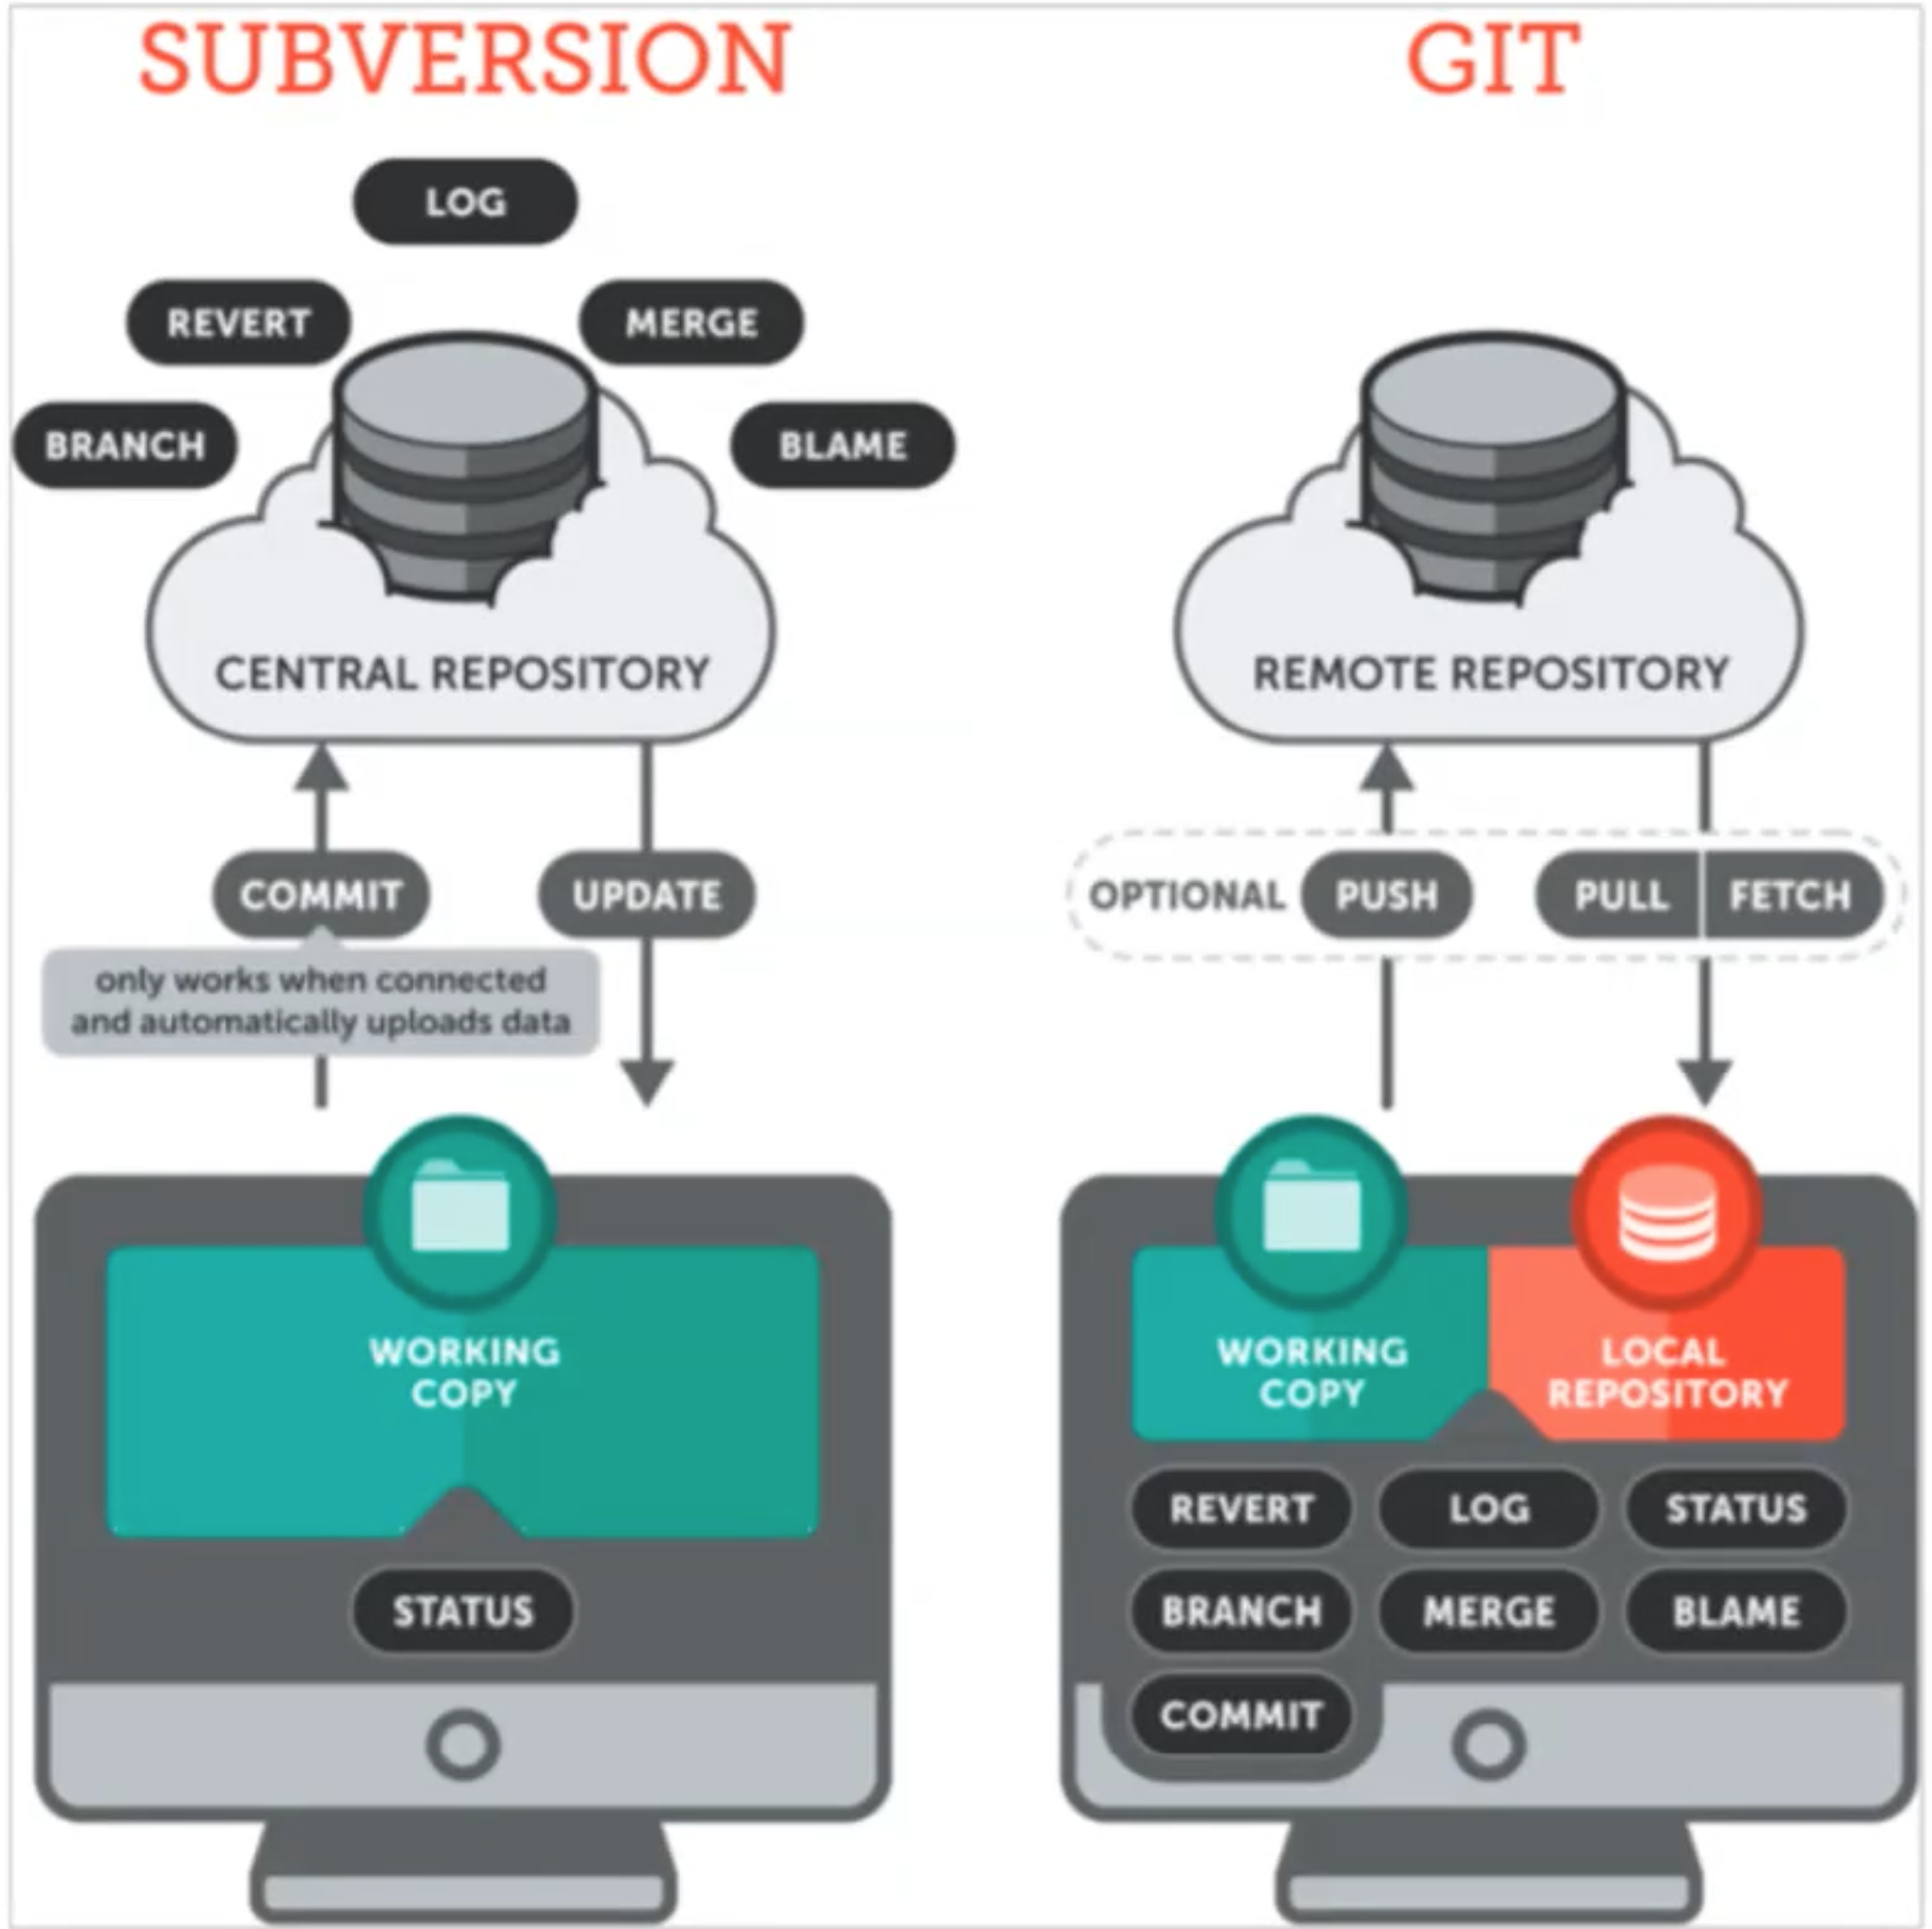 SUBVERSION
LOG
REVERT
MERGE
BRANCH
BLAME
CENTRAL REPOSITORY
COMMIT
UPDATE
only works when connected
and automatically uploads data
WORKING
COPY
STATUS
GIT
REMOTE REPOSITORY
OPTIONAL
PUSH
PULL
FETCH
WORKING
COPY
LOCAL
REPOSITORY
REVERT
LOG
STATUS
BRANCH
MERGE
BLAME
COMMIT